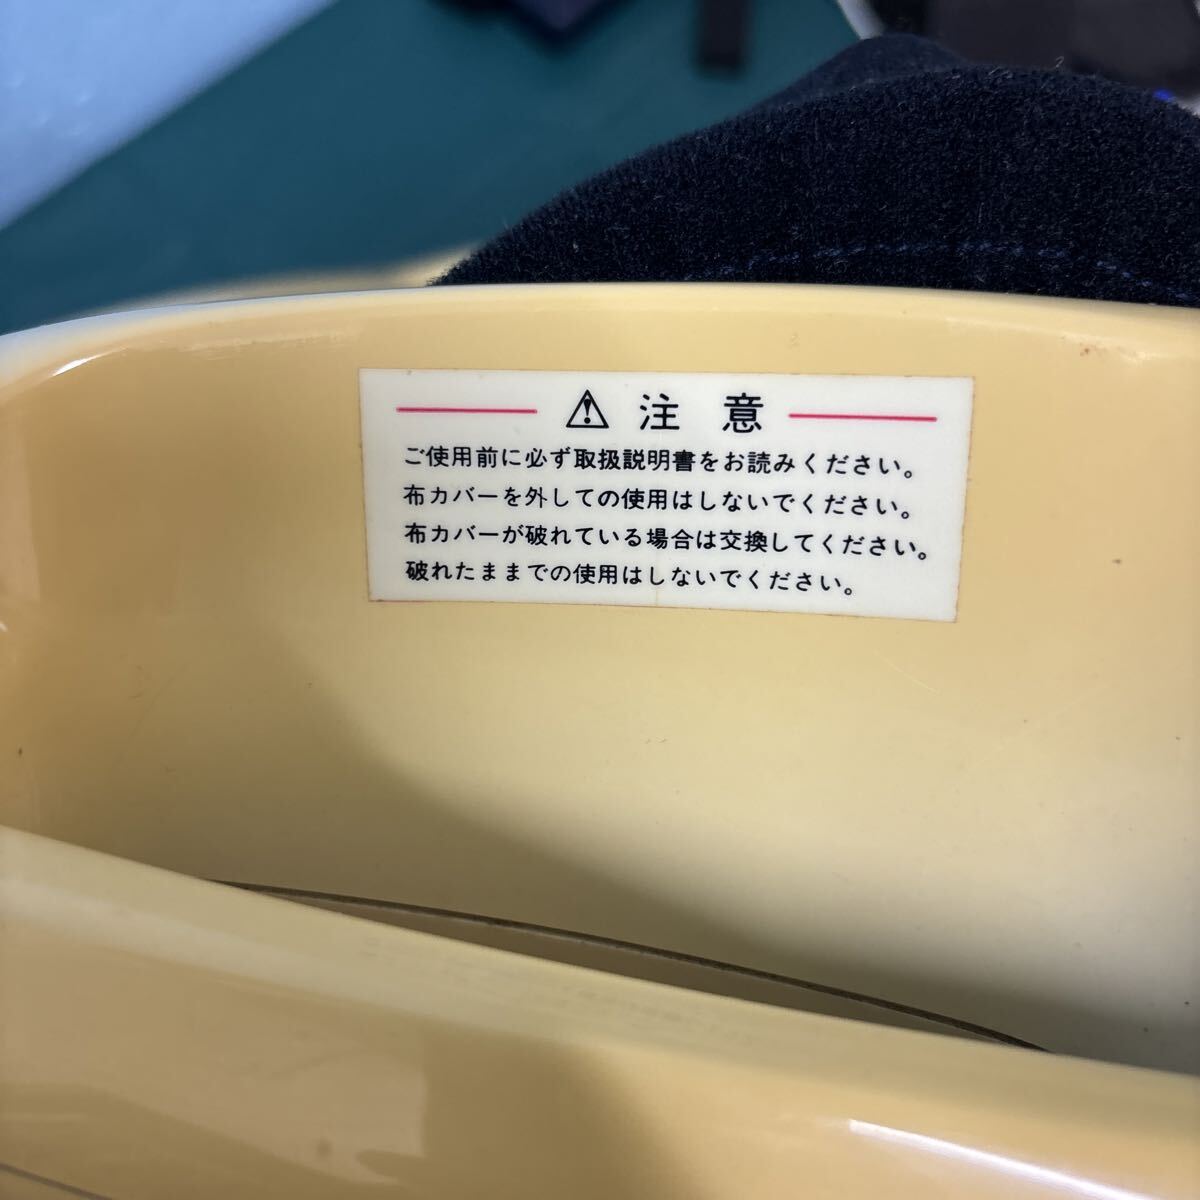 ⚠ 注意
ご使用前に必ず取扱説明書をお読みください。
布カバーを外しての使用はしないでください。
布カバーが破れている場合は交換してください。
破れたままでの使用はしないでください。